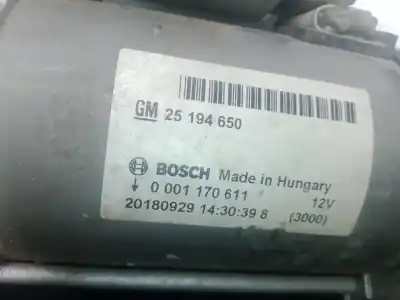 GM 25 194 650
BOSCH Made in Hungary
0 001 170 611 12V
20180929 14:30:39 8 (3000)